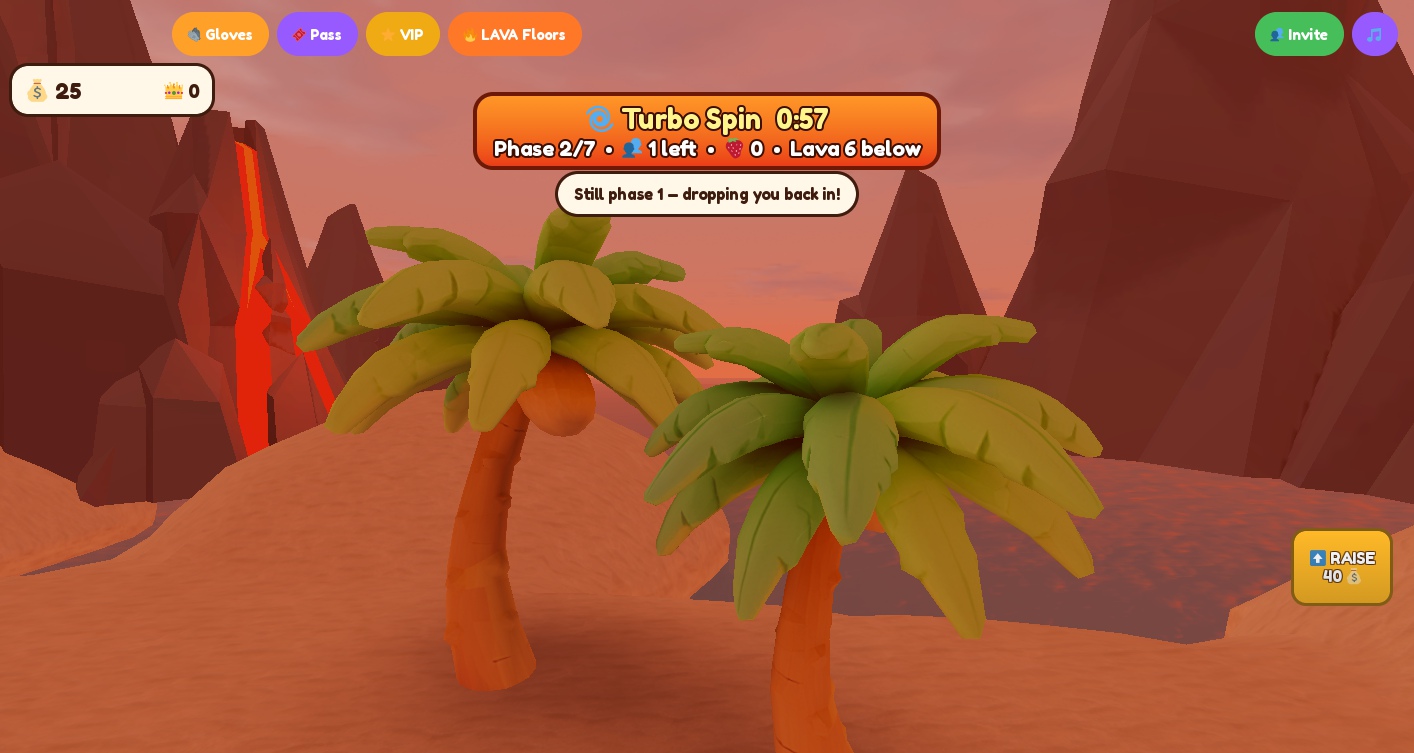 Gloves
Pass
VIP
LAVA Floors
Invite
25
0
Turbo Spin 0:57
Phase 2/7 • 1 left • 0 • Lava 6 below
Still phase 1 – dropping you back in!
RAISE
40